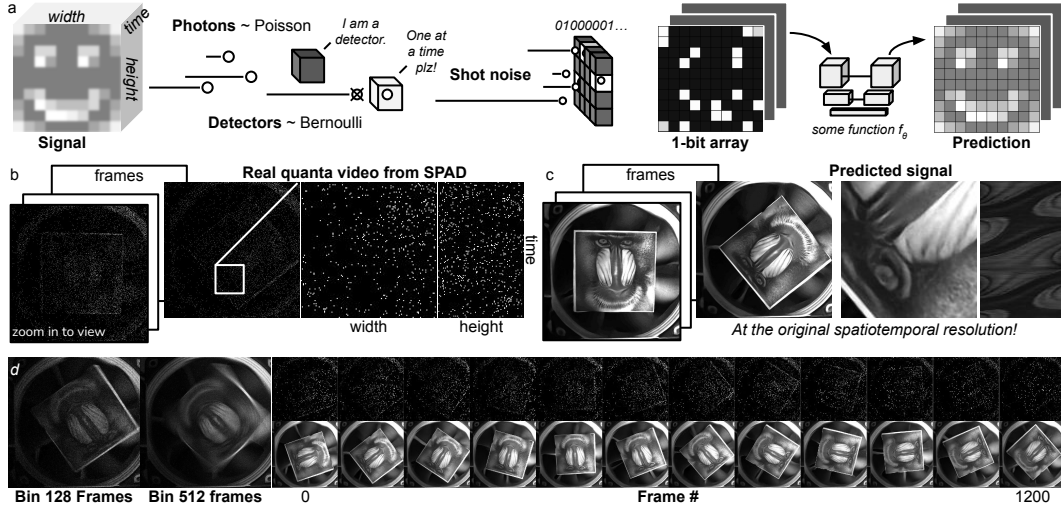 a
width
time
height
Signal
Photons ~ Poisson
I am a
detector.
One at
a time
plz!
Detectors ~ Bernoulli
Shot noise
01000001...
1-bit array
some function fθ
Prediction
b
frames
Real quanta video from SPAD
zoom in to view
width
height
time
c
frames
Predicted signal
At the original spatiotemporal resolution!
d
Bin 128 Frames
Bin 512 frames
0
Frame #
1200